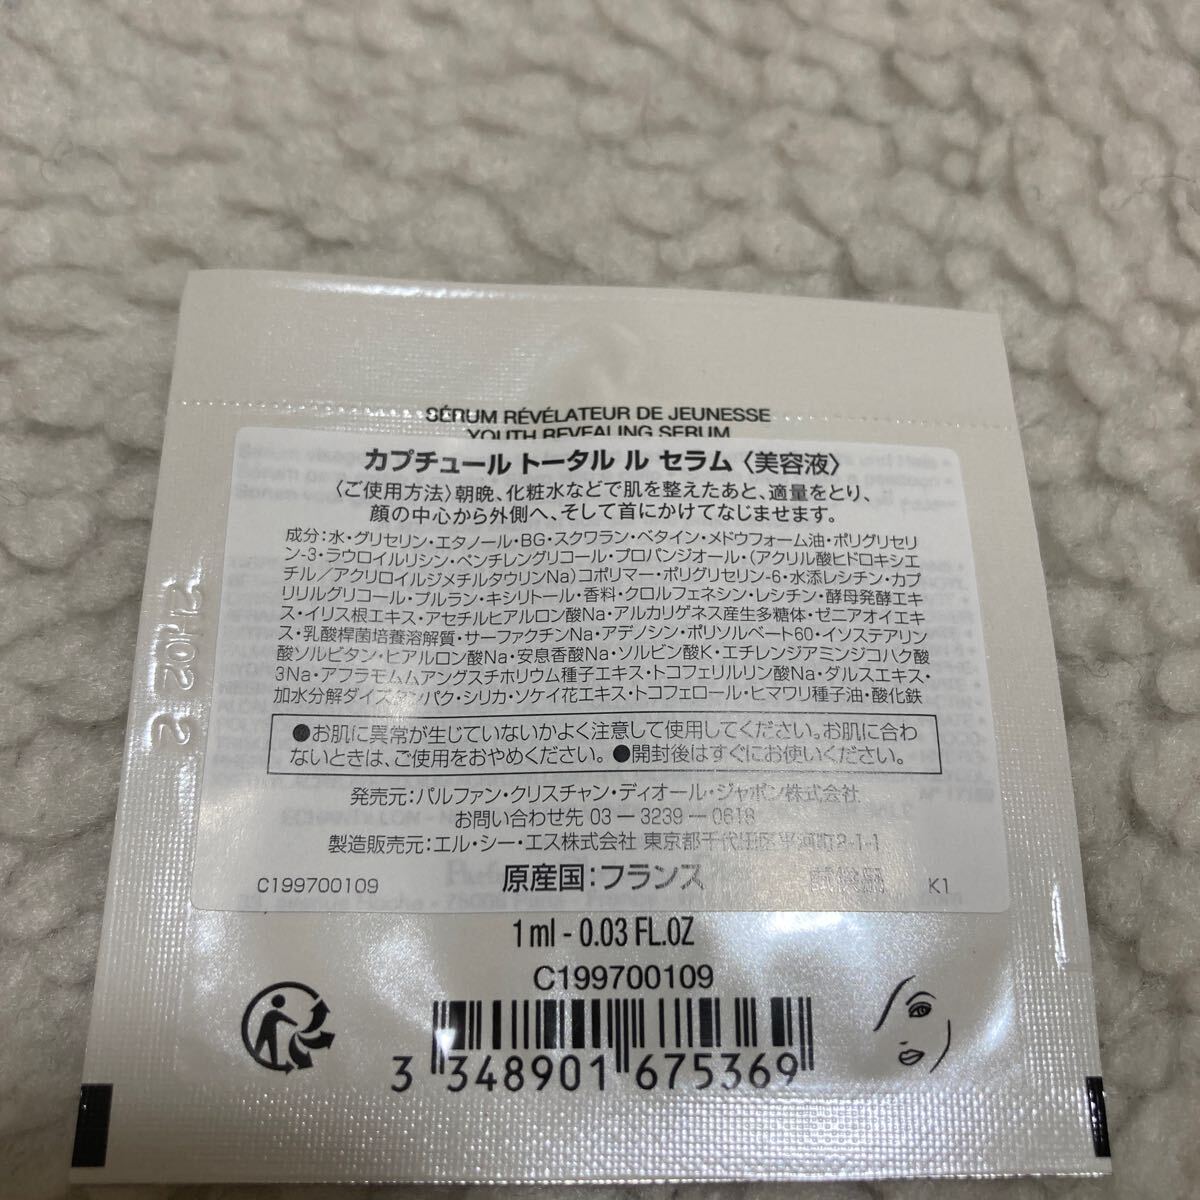 SÉRUM RÉVÉLATEUR DE JEUNESSE
YOUTH REVEALING SERUM
カプチュール トータル ル セラム〈美容液〉
〈ご使用方法〉朝晩、化粧水などで肌を整えたあと、適量をとり、
顔の中心から外側へ、そして首にかけてなじませます。
成分：水・グリセリン・エタノール・BG・スクワラン・ベタイン・メドウフォーム油・ポリグリセリ
ン-3・ラウロイルリシン・ペンチレングリコール・プロパンジオール・（アクリル酸ヒドロキシエ
チル／アクリロイルジメチルタウリンNa）コポリマー・ポリグリセリン-6・水添レシチン・カプ
リリルグリコール・プルラン・キシリトール・香料・クロルフェネシン・レシチン・酵母発酵エキ
ス・イリス根エキス・アセチルヒアルロン酸Na・アルカリゲネス産生多糖体・ゼニアオイエキ
ス・乳酸桿菌培養溶解質・サーファクチンNa・アデノシン・ポリソルベート60・イソステアリン
酸ソルビタン・ヒアルロン酸Na・安息香酸Na・ソルビン酸K・エチレンジアミンジコハク酸
3Na・アフラモムムアングスチホリウム種子エキス・トコフェリルリン酸Na・ダルスエキス・
加水分解ダイズタンパク・シリカ・ソケイ花エキス・トコフェロール・ヒマワリ種子油・酸化鉄
●お肌に異常が生じていないかよく注意して使用してください。お肌に合わ
ないときは、ご使用をおやめください。 ●開封後はすぐにお使いください。
発売元：パルファン・クリスチャン・ディオール・ジャポン株式会社
お問い合わせ先 03－3239－0618
製造販売元：エル・シー・エス株式会社 東京都千代田区平河町2-1-1
C199700109 原産国：フランス K1
1 ml - 0.03 FL.OZ
C199700109
3 348901 675369